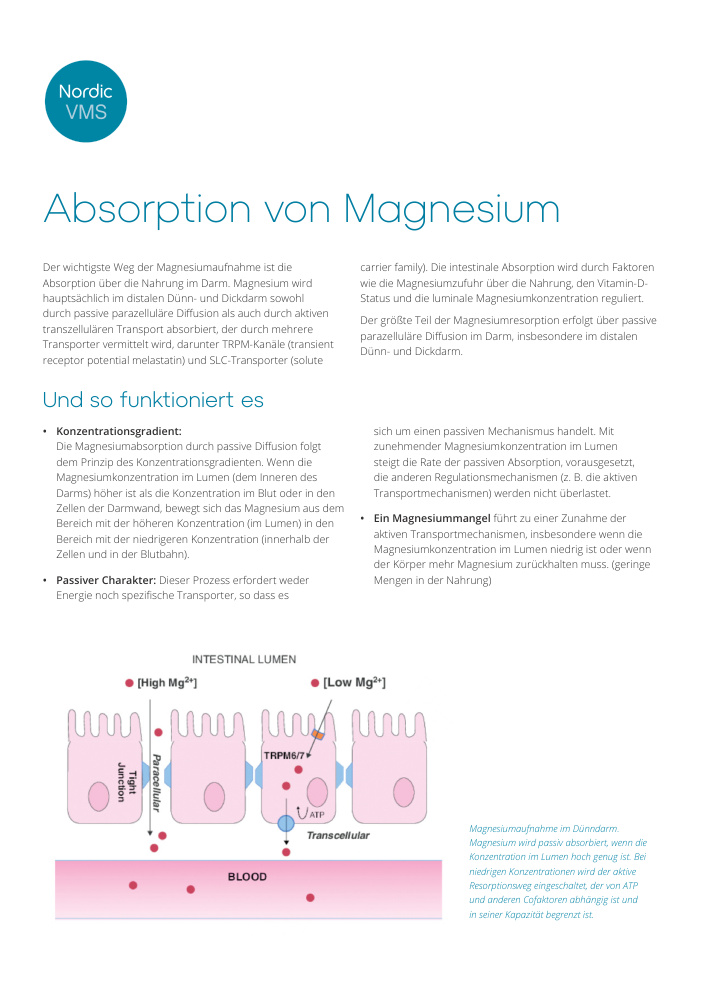 Nordic
VMS
Absorption von Magnesium
Der wichtigste Weg der Magnesiumaufnahme ist die
Absorption über die Nahrung im Darm. Magnesium wird
hauptsächlich im distalen Dünn- und Dickdarm sowohl
durch passive parazelluläre Diffusion als auch durch aktiven
transzellulären Transport absorbiert, der durch mehrere
Transporter vermittelt wird, darunter TRPM-Kanäle (transient
receptor potential melastatin) und SLC-Transporter (solute
carrier family). Die intestinale Absorption wird durch Faktoren
wie die Magnesiumzufuhr über die Nahrung, den Vitamin-D-
Status und die luminale Magnesiumkonzentration reguliert.
Der größte Teil der Magnesiumresorption erfolgt über passive
parazelluläre Diffusion im Darm, insbesondere im distalen
Dünn- und Dickdarm.
Und so funktioniert es
• Konzentrationsgradient:
Die Magnesiumabsorption durch passive Diffusion folgt
dem Prinzip des Konzentrationsgradienten. Wenn die
Magnesiumkonzentration im Lumen (dem Inneren des
Darms) höher ist als die Konzentration im Blut oder in den
Zellen der Darmwand, bewegt sich das Magnesium aus dem
Bereich mit der höheren Konzentration (im Lumen) in den
Bereich mit der niedrigeren Konzentration (innerhalb der
Zellen und in der Blutbahn).
• Passiver Charakter: Dieser Prozess erfordert weder
Energie noch spezifische Transporter, so dass es
sich um einen passiven Mechanismus handelt. Mit
zunehmender Magnesiumkonzentration im Lumen
steigt die Rate der passiven Absorption, vorausgesetzt,
die anderen Regulationsmechanismen (z. B. die aktiven
Transportmechanismen) werden nicht überlastet.
• Ein Magnesiummangel führt zu einer Zunahme der
aktiven Transportmechanismen, insbesondere wenn die
Magnesiumkonzentration im Lumen niedrig ist oder wenn
der Körper mehr Magnesium zurückhalten muss. (geringe
Mengen in der Nahrung)
INTESTINAL LUMEN
[High Mg²⁺]
[Low Mg²⁺]
TRPM6/7
Tight
Junction
Paracellular
ATP
Transcellular
BLOOD
Magnesiumaufnahme im Dünndarm.
Magnesium wird passiv absorbiert, wenn die
Konzentration im Lumen hoch genug ist. Bei
niedrigen Konzentrationen wird der aktive
Resorptionsweg eingeschaltet, der von ATP
und anderen Cofaktoren abhängig ist und
in seiner Kapazität begrenzt ist.